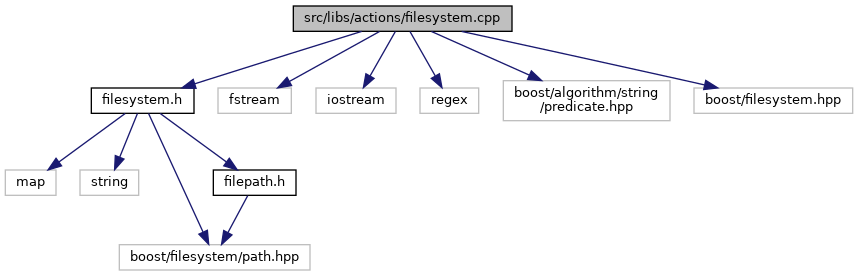 src/libs/actions/filesystem.cpp
filesystem.h
fstream
iostream
regex
boost/algorithm/string
/predicate.hpp
boost/filesystem.hpp
map
string
filepath.h
boost/filesystem/path.hpp